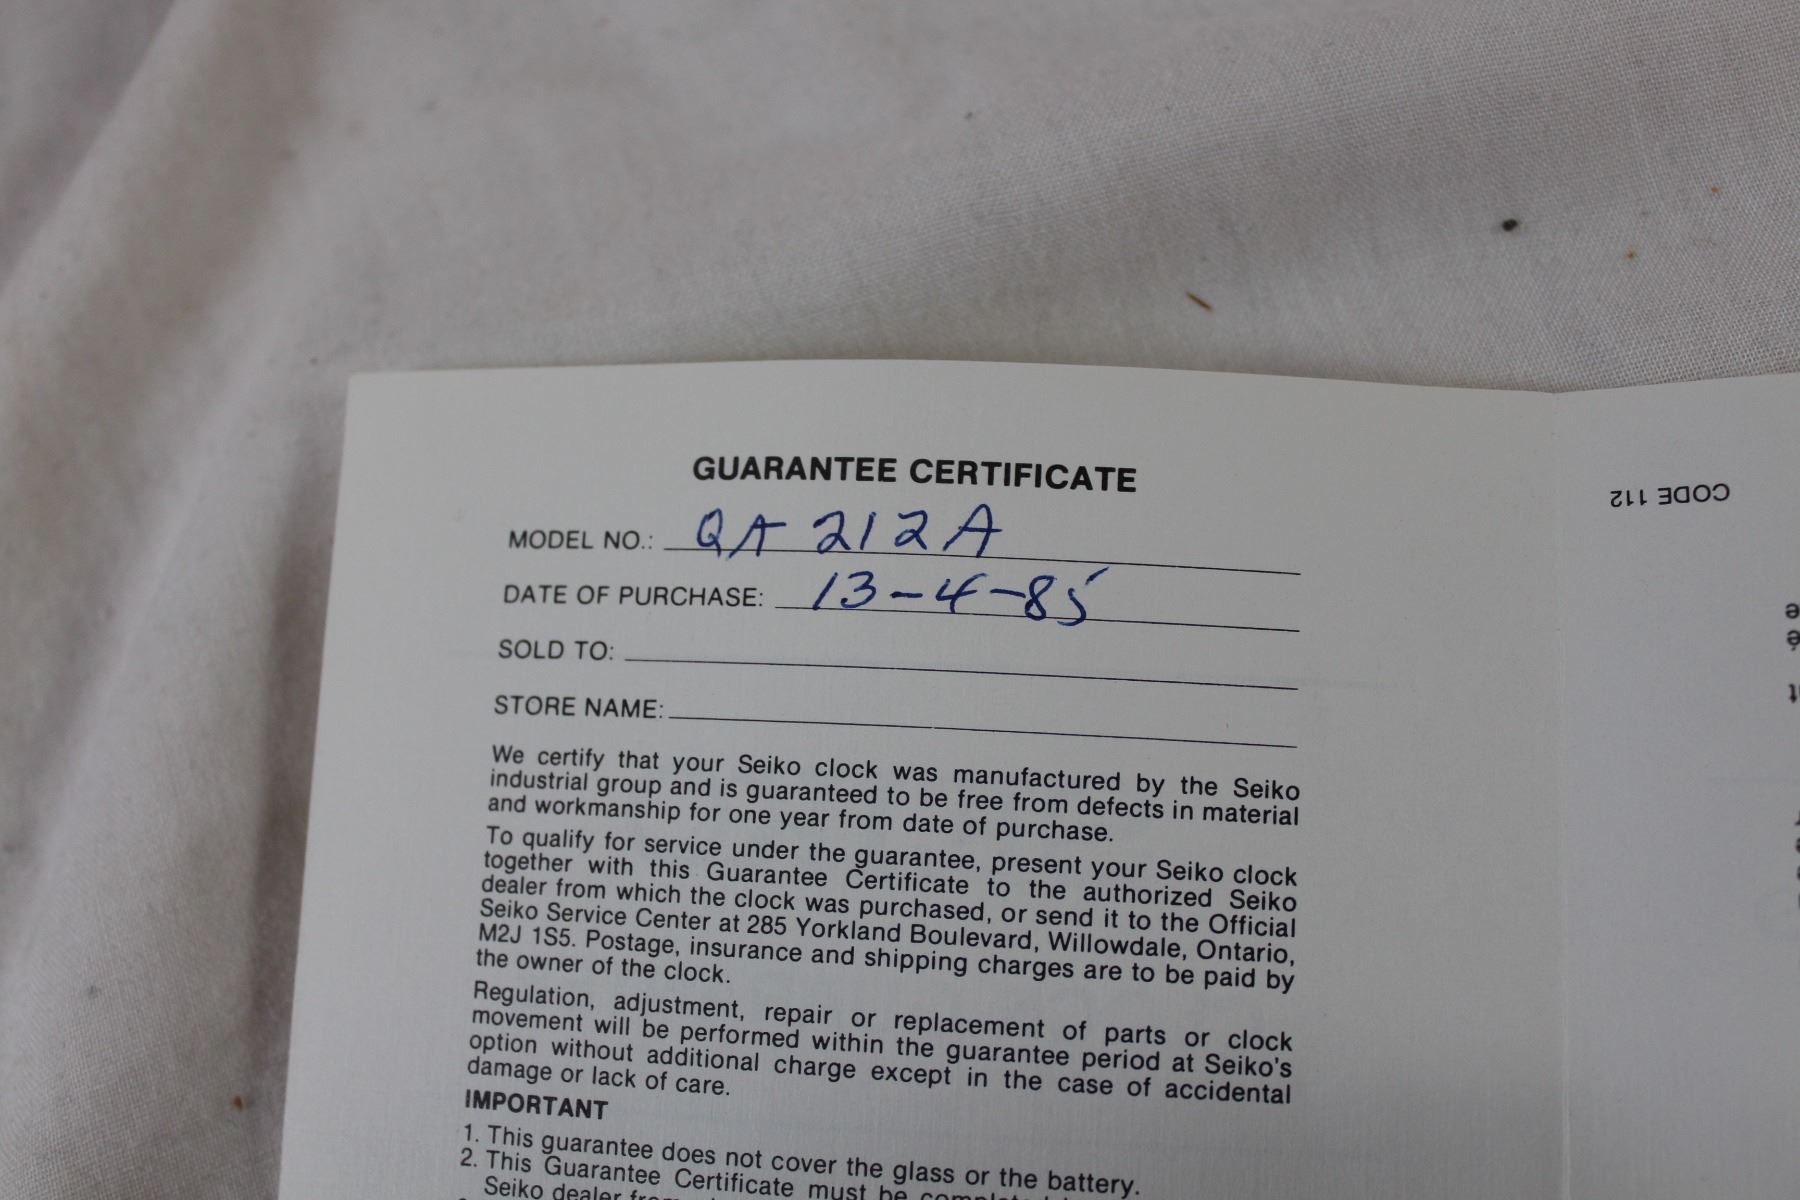 GUARANTEE CERTIFICATE
MODEL NO.: QA 212A
DATE OF PURCHASE: 13-4-85
SOLD TO:
STORE NAME:
We certify that your Seiko clock was manufactured by the Seiko
industrial group and is guaranteed to be free from defects in material
and workmanship for one year from date of purchase.
To qualify for service under the guarantee, present your Seiko clock
together with this Guarantee Certificate to the authorized Seiko
dealer from which the clock was purchased, or send it to the Official
Seiko Service Center at 285 Yorkland Boulevard, Willowdale, Ontario,
M2J 1S5. Postage, insurance and shipping charges are to be paid by
the owner of the clock.
Regulation, adjustment, repair or replacement of parts or clock
movement will be performed within the guarantee period at Seiko's
option without additional charge except in the case of accidental
damage or lack of care.
IMPORTANT
1. This guarantee does not cover the glass or the battery.
2. This Guarantee Certificate must be
Seiko dealer
CODE 112